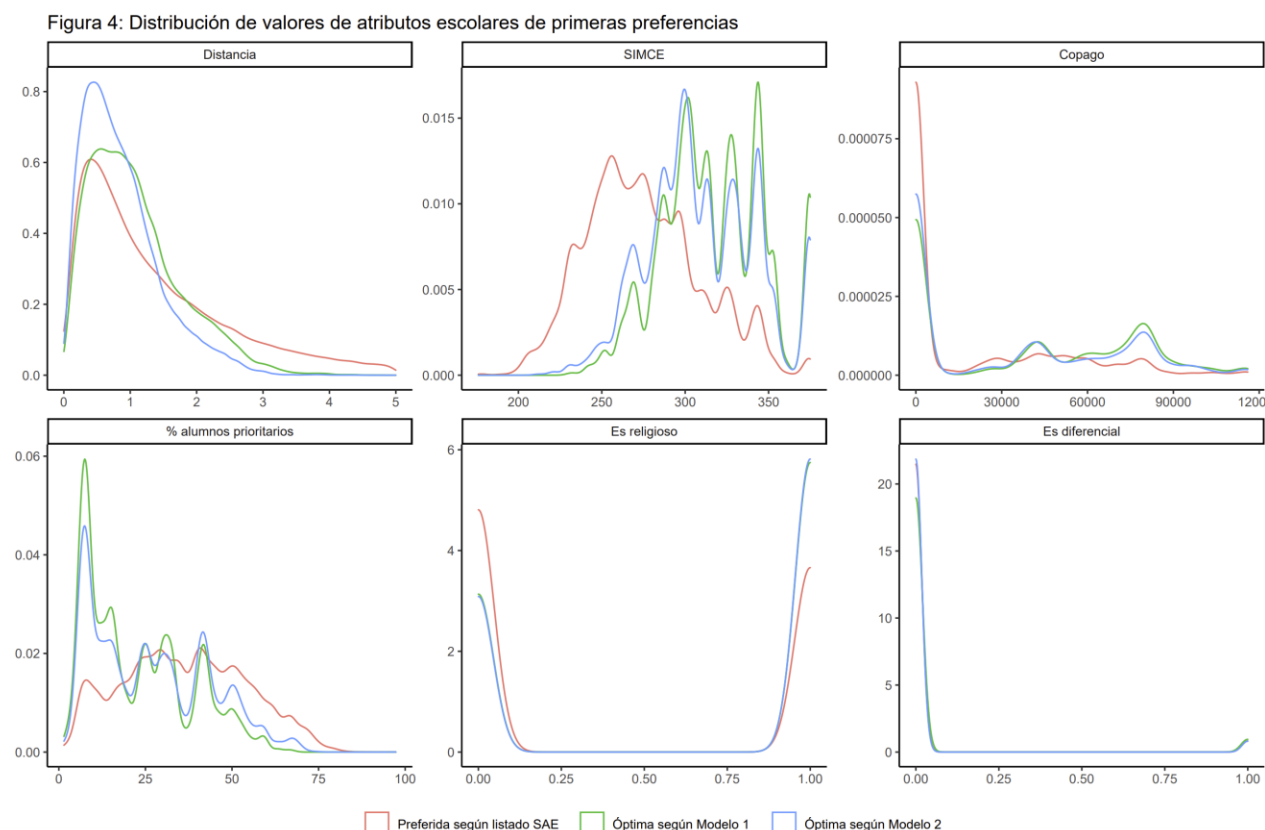 Figura 4: Distribución de valores de atributos escolares de primeras preferencias
Distancia
SIMCE
Copago
0.8
0.6
0.4
0.2
0.0
0 1 2 3 4 5
0.015
0.010
0.005
0.000
200 250 300 350
0.000075
0.000050
0.000025
0.000000
0 30000 60000 90000 1200
% alumnos prioritarios
Es religioso
Es diferencial
0.06
0.04
0.02
0.00
0 25 50 75 100
6
4
2
0
0.00 0.25 0.50 0.75 1.00
20
15
10
5
0
0.00 0.25 0.50 0.75 1.00
Preferida según listado SAE Óptima según Modelo 1 Óptima según Modelo 2